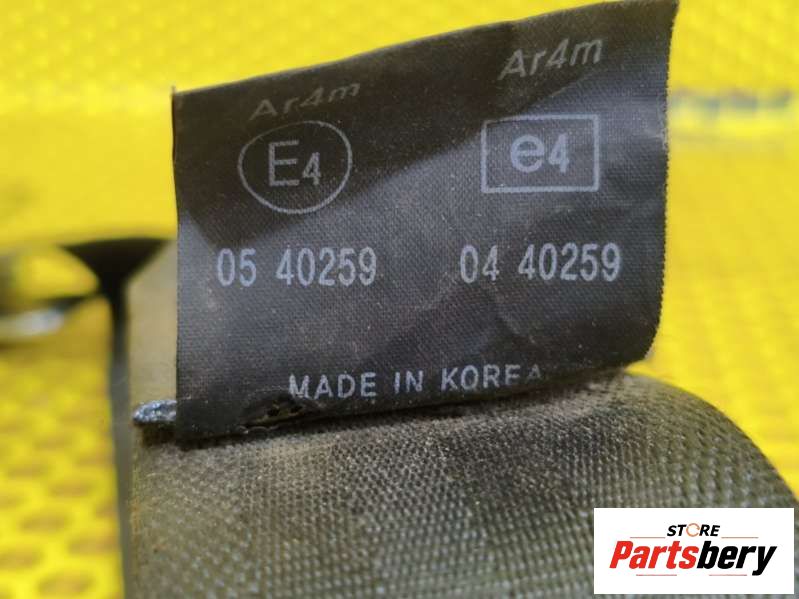 Ar4m Ar4m
E4 e4
05 40259 04 40259
MADE IN KOREA
STORE
Partsbery